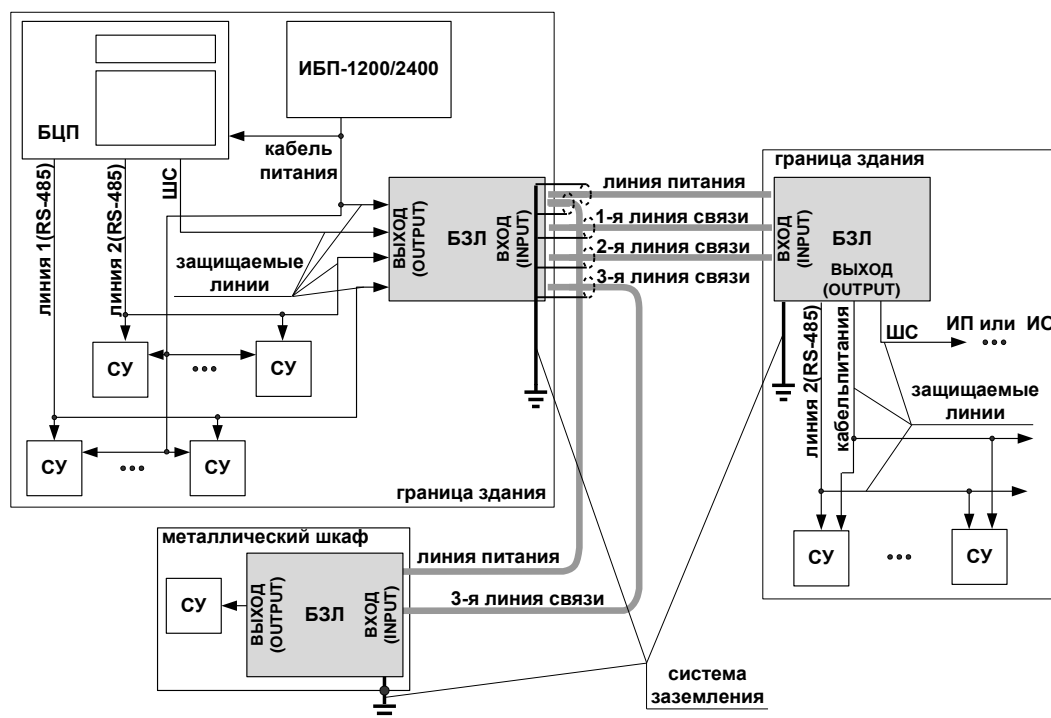 БЦП
ИБП-1200/2400
кабель
питания
линия 1(RS-485)
линия 2(RS-485)
ШС
защищаемые
линии
ВЫХОД
(OUTPUT)
БЗЛ
ВХОД
(INPUT)
СУ
СУ
СУ
СУ
граница здания
линия питания
1-я линия связи
2-я линия связи
3-я линия связи
граница здания
ВХОД
(INPUT)
БЗЛ
ВЫХОД
(OUTPUT)
линия 2(RS-485)
кабельпитания
ШС
ИП или ИС
защищаемые
линии
СУ
СУ
металлический шкаф
СУ
ВЫХОД
(OUTPUT)
БЗЛ
ВХОД
(INPUT)
линия питания
3-я линия связи
система
заземления